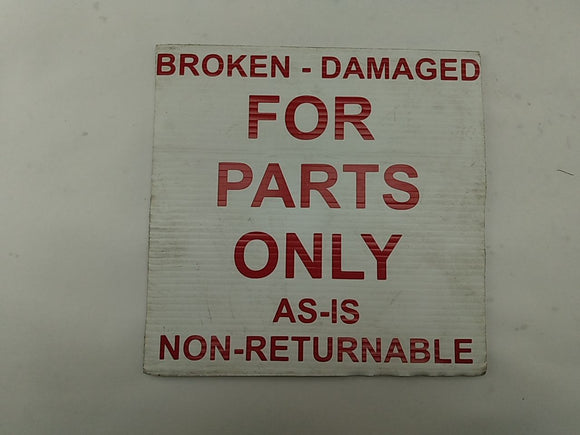 BROKEN - DAMAGED
FOR
PARTS
ONLY
AS-IS
NON-RETURNABLE